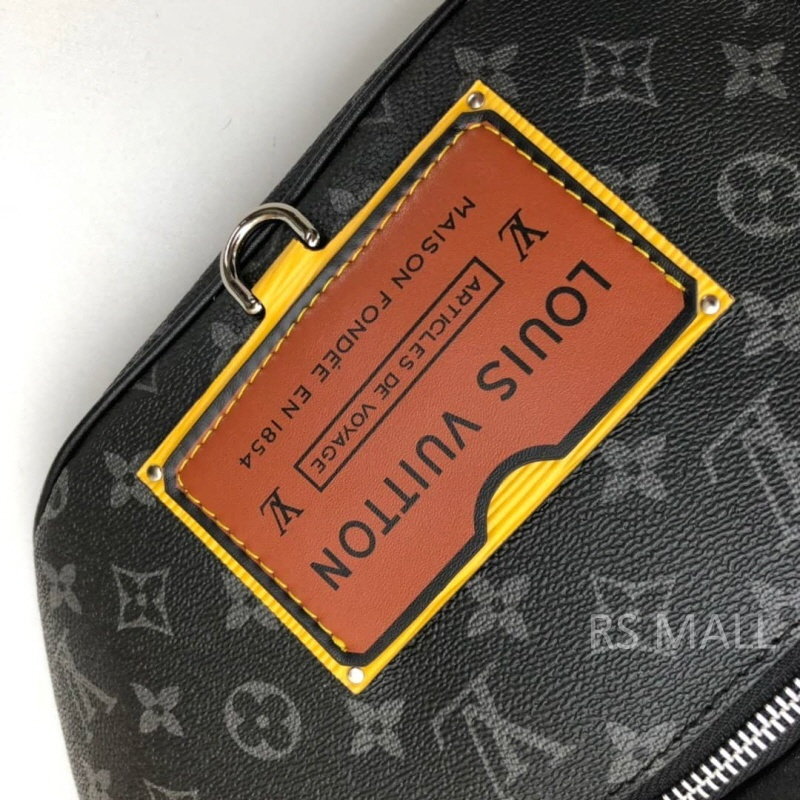 LOUIS VUITTON
LV
ARTICLES DE VOYAGE
LV
MAISON FONDÉE EN 1854
RS MALL